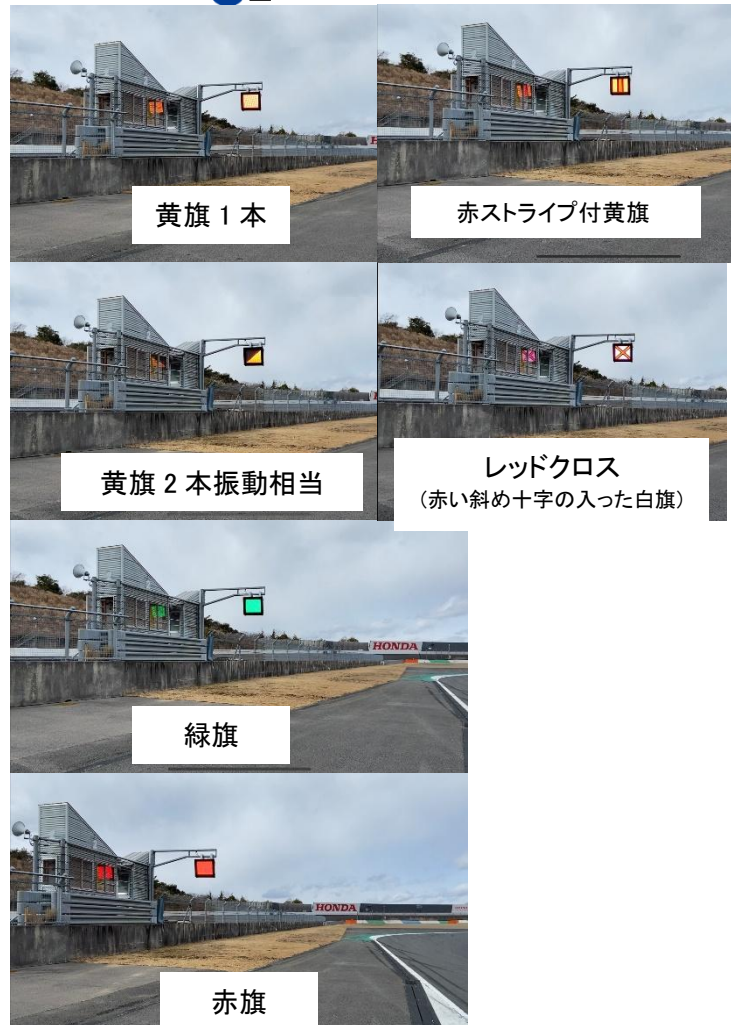 黄旗1本
赤ストライプ付黄旗
黄旗2本振動相当
レッドクロス
(赤い斜め十字の入った白旗)
HONDA
緑旗
HONDA
赤旗